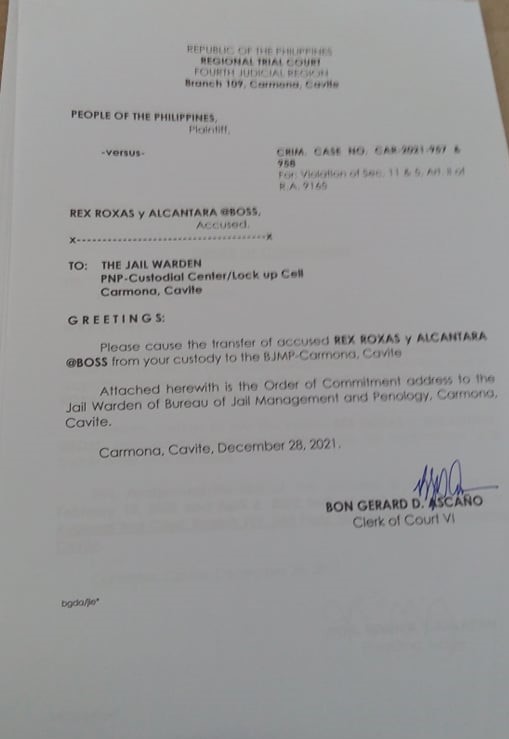 REPUBLIC OF THE PHILIPPINES
REGIONAL TRIAL COURT
FOURTH JUDICIAL REGION
Branch 109, Carmona, Cavite
PEOPLE OF THE PHILIPPINES,
Plaintiff,
-versus-
CRIM. CASE NO. CAR-2021-957 &
958
For: Violation of Sec. 11 & 5, Art. II of
R.A. 9165
REX ROXAS y ALCANTARA @BOSS,
Accused.
x-------------------------------------x
TO: THE JAIL WARDEN
PNP-Custodial Center/Lock up Cell
Carmona, Cavite
G R E E T I N G S:
Please cause the transfer of accused REX ROXAS y ALCANTARA
@BOSS from your custody to the BJMP-Carmona, Cavite
Attached herewith is the Order of Commitment address to the
Jail Warden of Bureau of Jail Management and Penology, Carmona,
Cavite.
Carmona, Cavite, December 28, 2021.
BON GERARD D. ASCAÑO
Clerk of Court VI